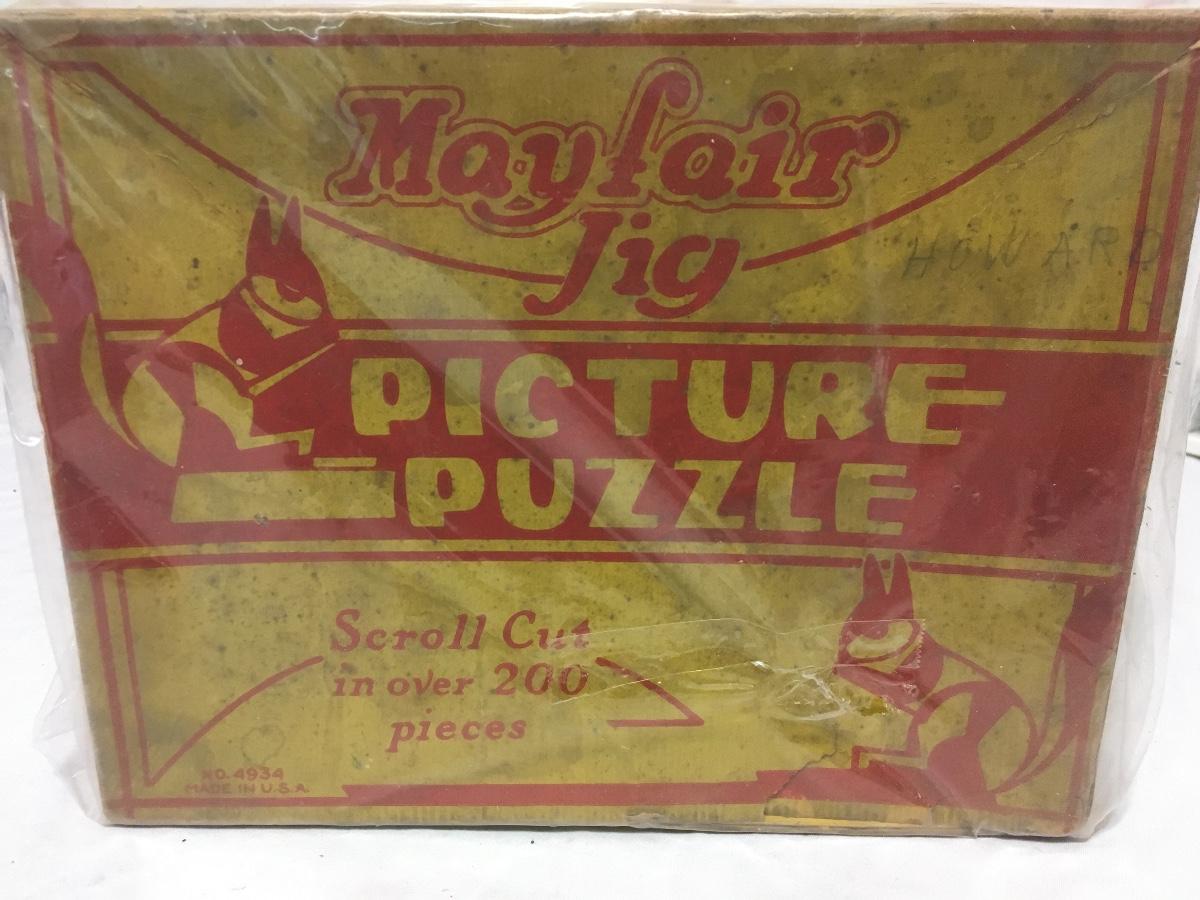 Mayfair
Jig
HOWARD
PICTURE
PUZZLE
Scroll Cut
in over 200
pieces
NO. 4934
MADE IN U.S.A.